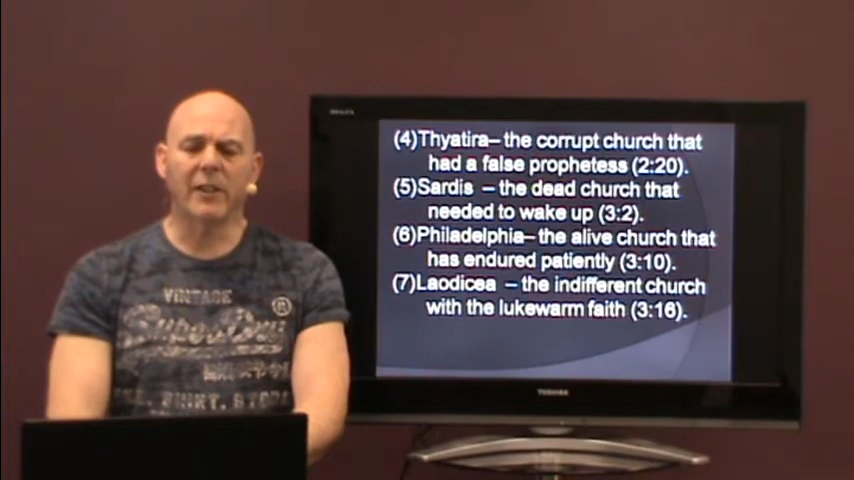 (4)Thyatira– the corrupt church that
had a false prophetess (2:20).
(5)Sardis – the dead church that
needed to wake up (3:2).
(6)Philadelphia– the alive church that
has endured patiently (3:10).
(7)Laodicea – the indifferent church
with the lukewarm faith (3:16).
TOSHIBA
VINTAGE
®